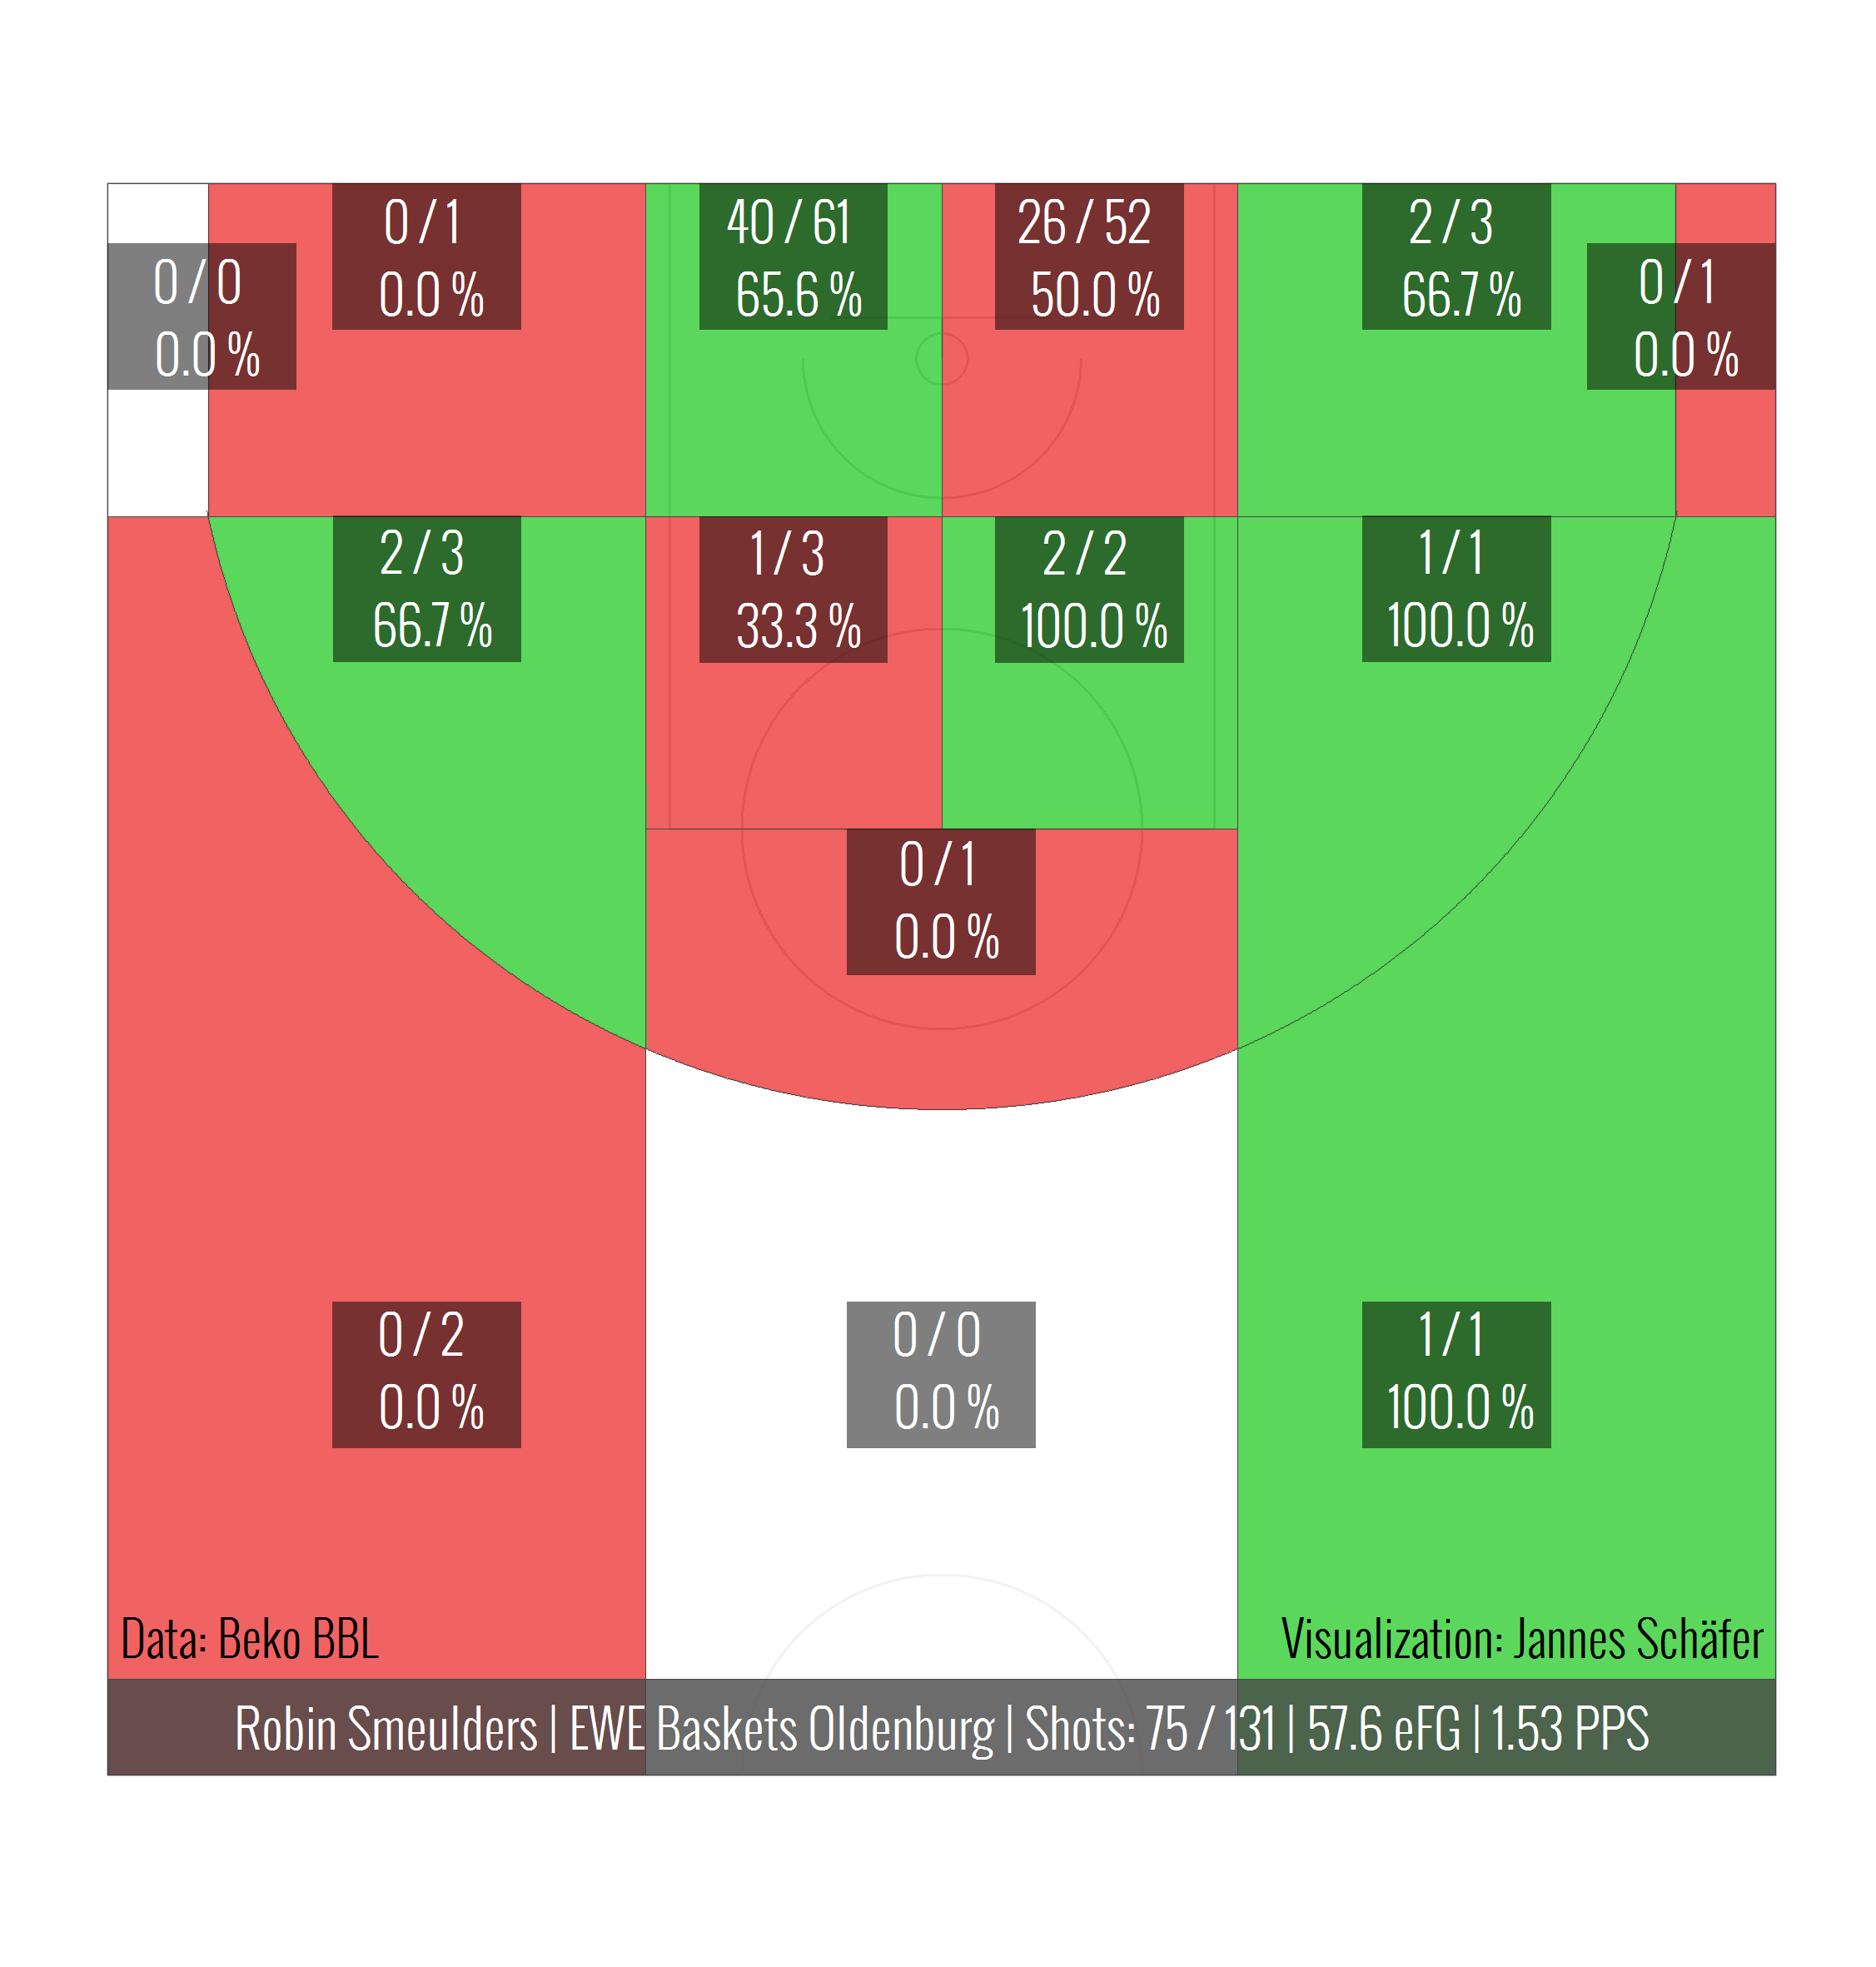 0 / 1
0.0 %
40 / 61
65.6 %
26 / 52
50.0 %
2 / 3
66.7 %
0 / 0
0.0 %
0 / 1
0.0 %
2 / 3
66.7 %
1 / 3
33.3 %
2 / 2
100.0 %
1 / 1
100.0 %
0 / 1
0.0 %
0 / 2
0.0 %
0 / 0
0.0 %
1 / 1
100.0 %
Data: Beko BBL
Visualization: Jannes Schäfer
Robin Smeulders | EWE Baskets Oldenburg | Shots: 75 / 131 | 57.6 eFG | 1.53 PPS